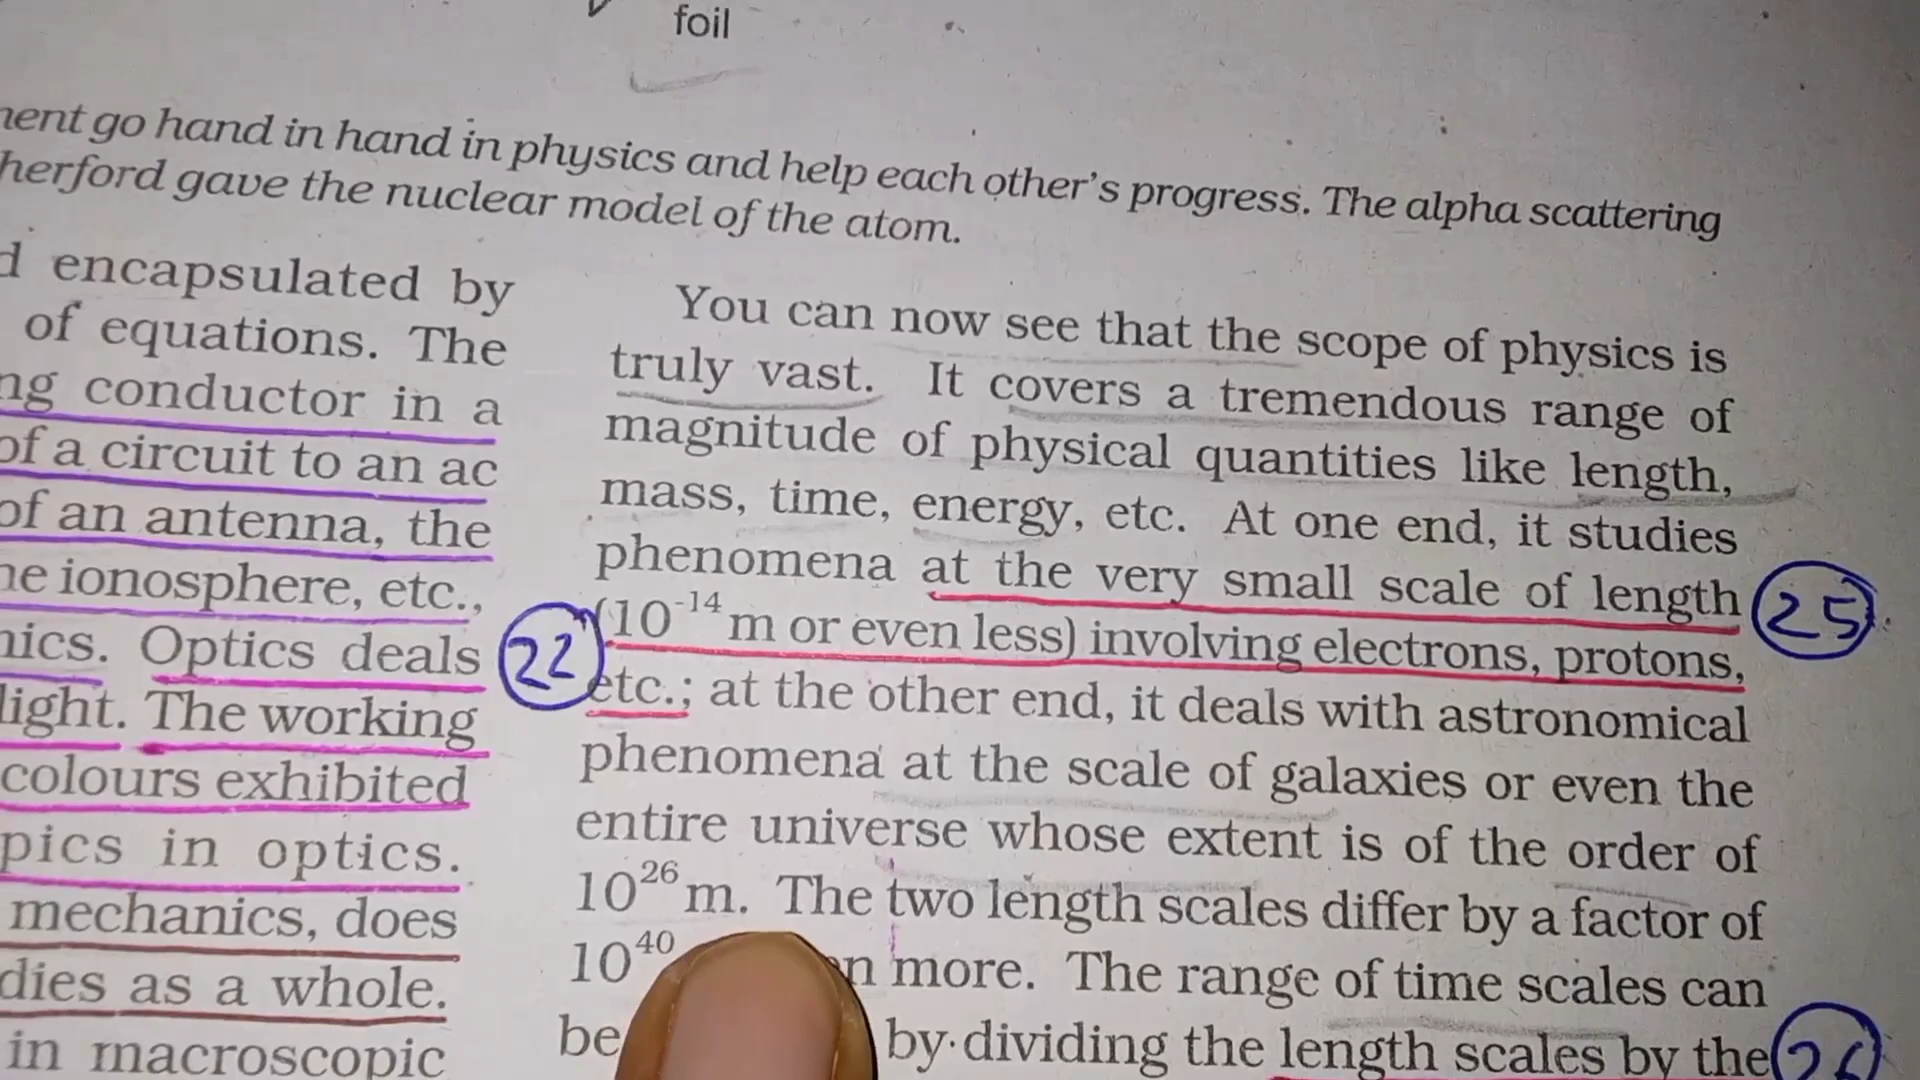 foil
go hand in hand in physics and help each other's progress. The alpha scattering
gave the nuclear model of the atom.
encapsulated by
of equations. The
conductor in a
of a circuit to an ac
of an antenna, the
ionosphere, etc.,
Optics deals
light. The working
colours exhibited
in optics.
mechanics, does
as a whole.
in macroscopic
22
You can now see that the scope of physics is
truly vast. It covers a tremendous range of
magnitude of physical quantities like length,
mass, time, energy, etc. At one end, it studies
phenomena at the very small scale of length
25
(10⁻¹⁴ m or even less) involving electrons, protons,
etc.; at the other end, it deals with astronomical
phenomena at the scale of galaxies or even the
entire universe whose extent is of the order of
10²⁶ m. The two length scales differ by a factor of
10⁴⁰ more. The range of time scales can
be by dividing the length scales by the
26